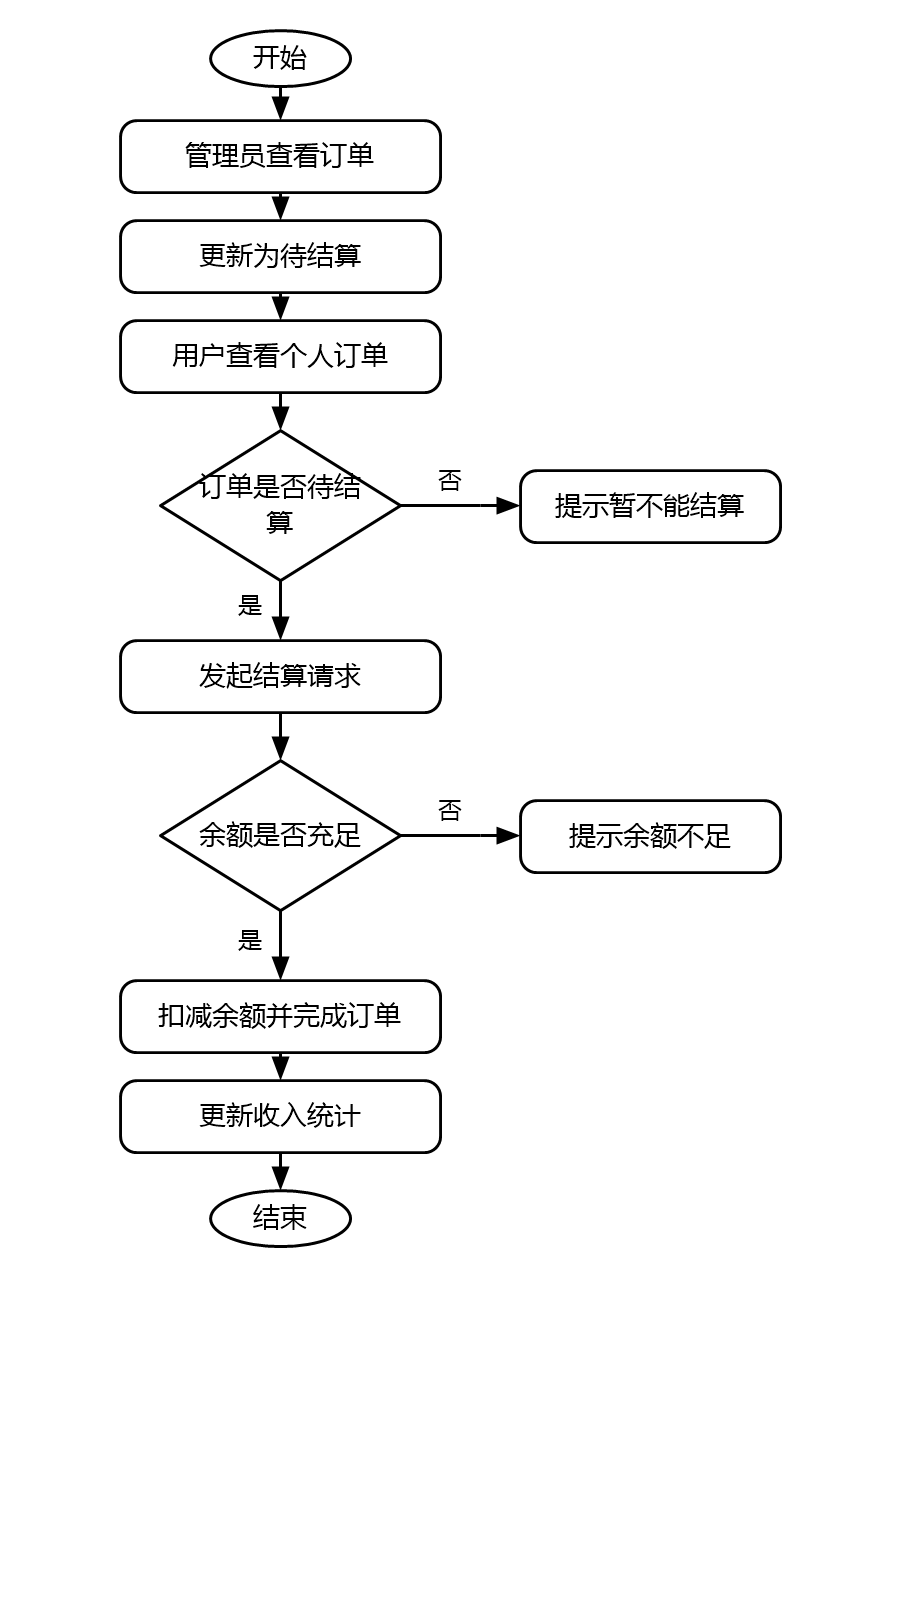 开始
管理员查看订单
更新为待结算
用户查看个人订单
订单是否待结
算
否
提示暂不能结算
是
发起结算请求
余额是否充足
否
提示余额不足
是
扣减余额并完成订单
更新收入统计
结束